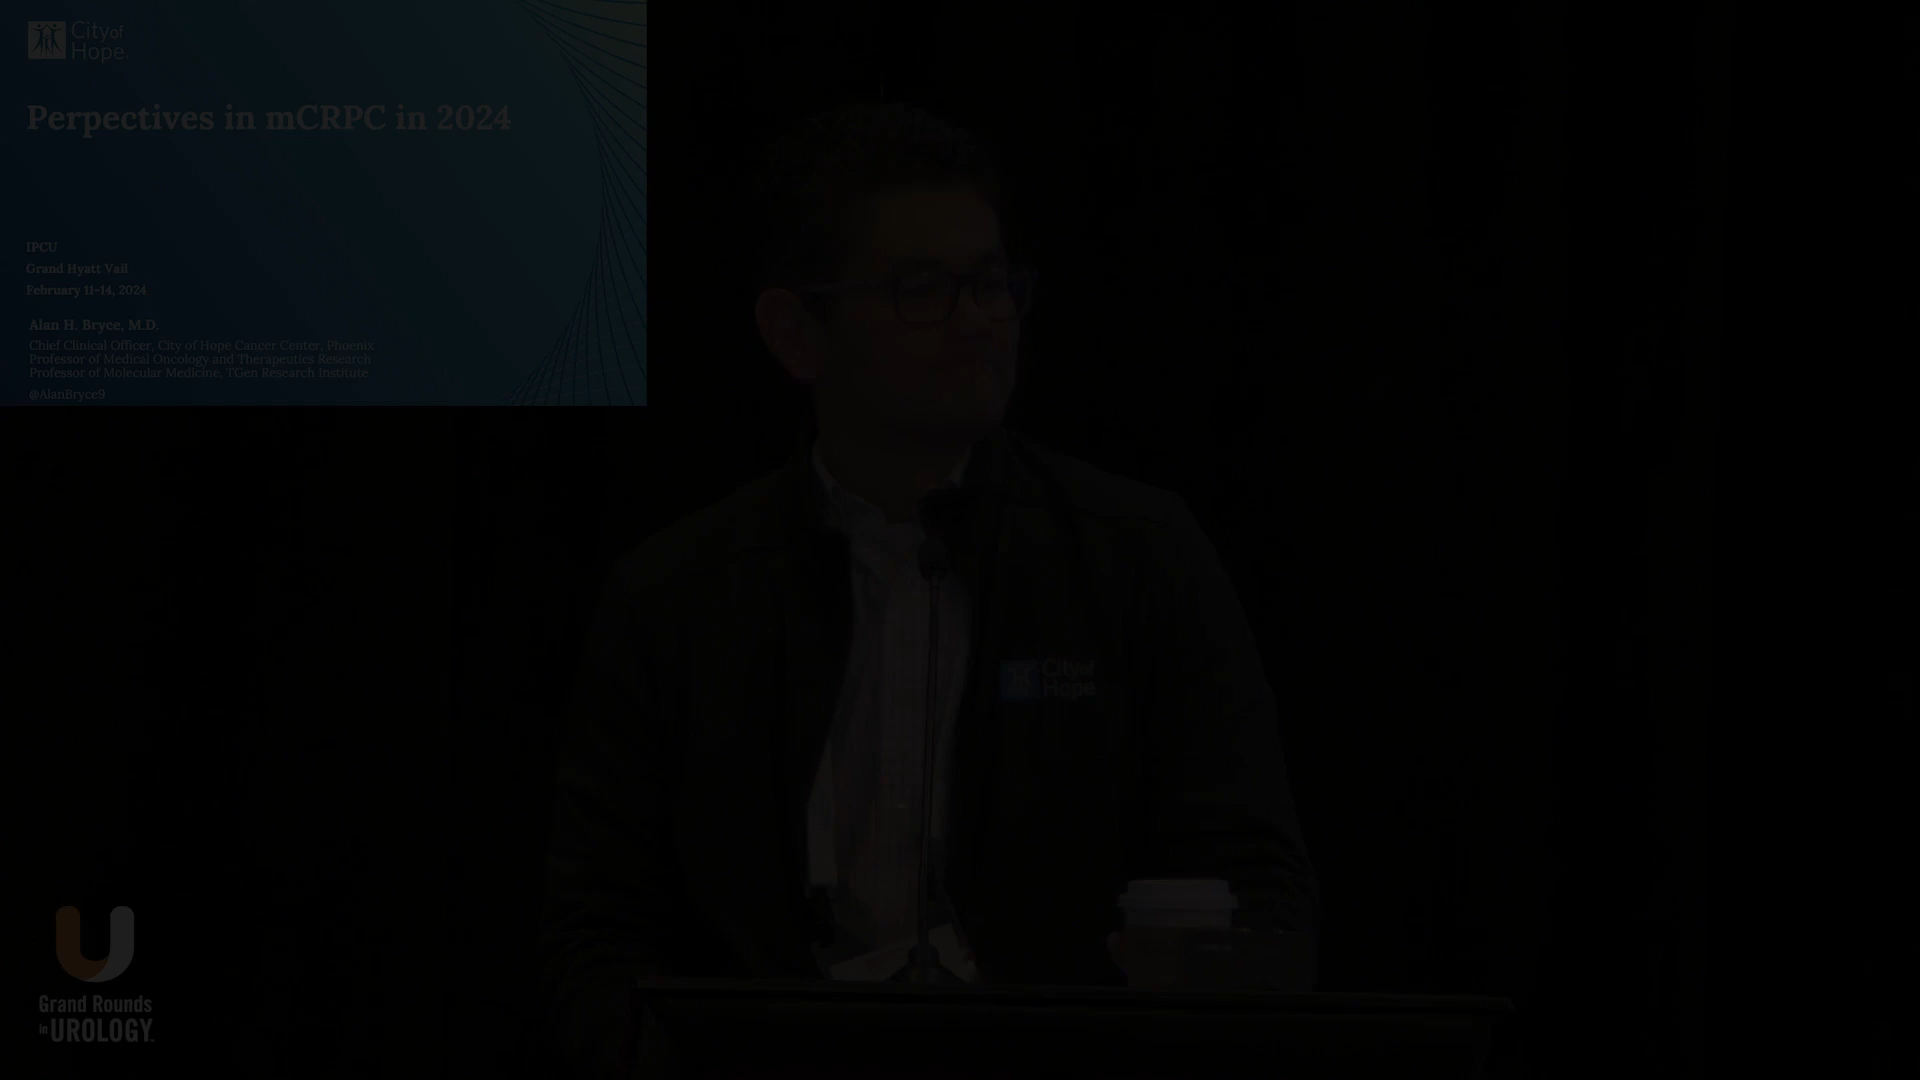 City of
Hope.
Perpectives in mCRPC in 2024
IPCU
Grand Hyatt Vail
February 11-14, 2024
Alan H. Bryce, M.D.
Chief Clinical Officer, City of Hope Cancer Center, Phoenix
Professor of Medical Oncology and Therapeutics Research
Professor of Molecular Medicine, TGen Research Institute
@AlanBryce9
City of
Hope
Grand Rounds
in UROLOGY